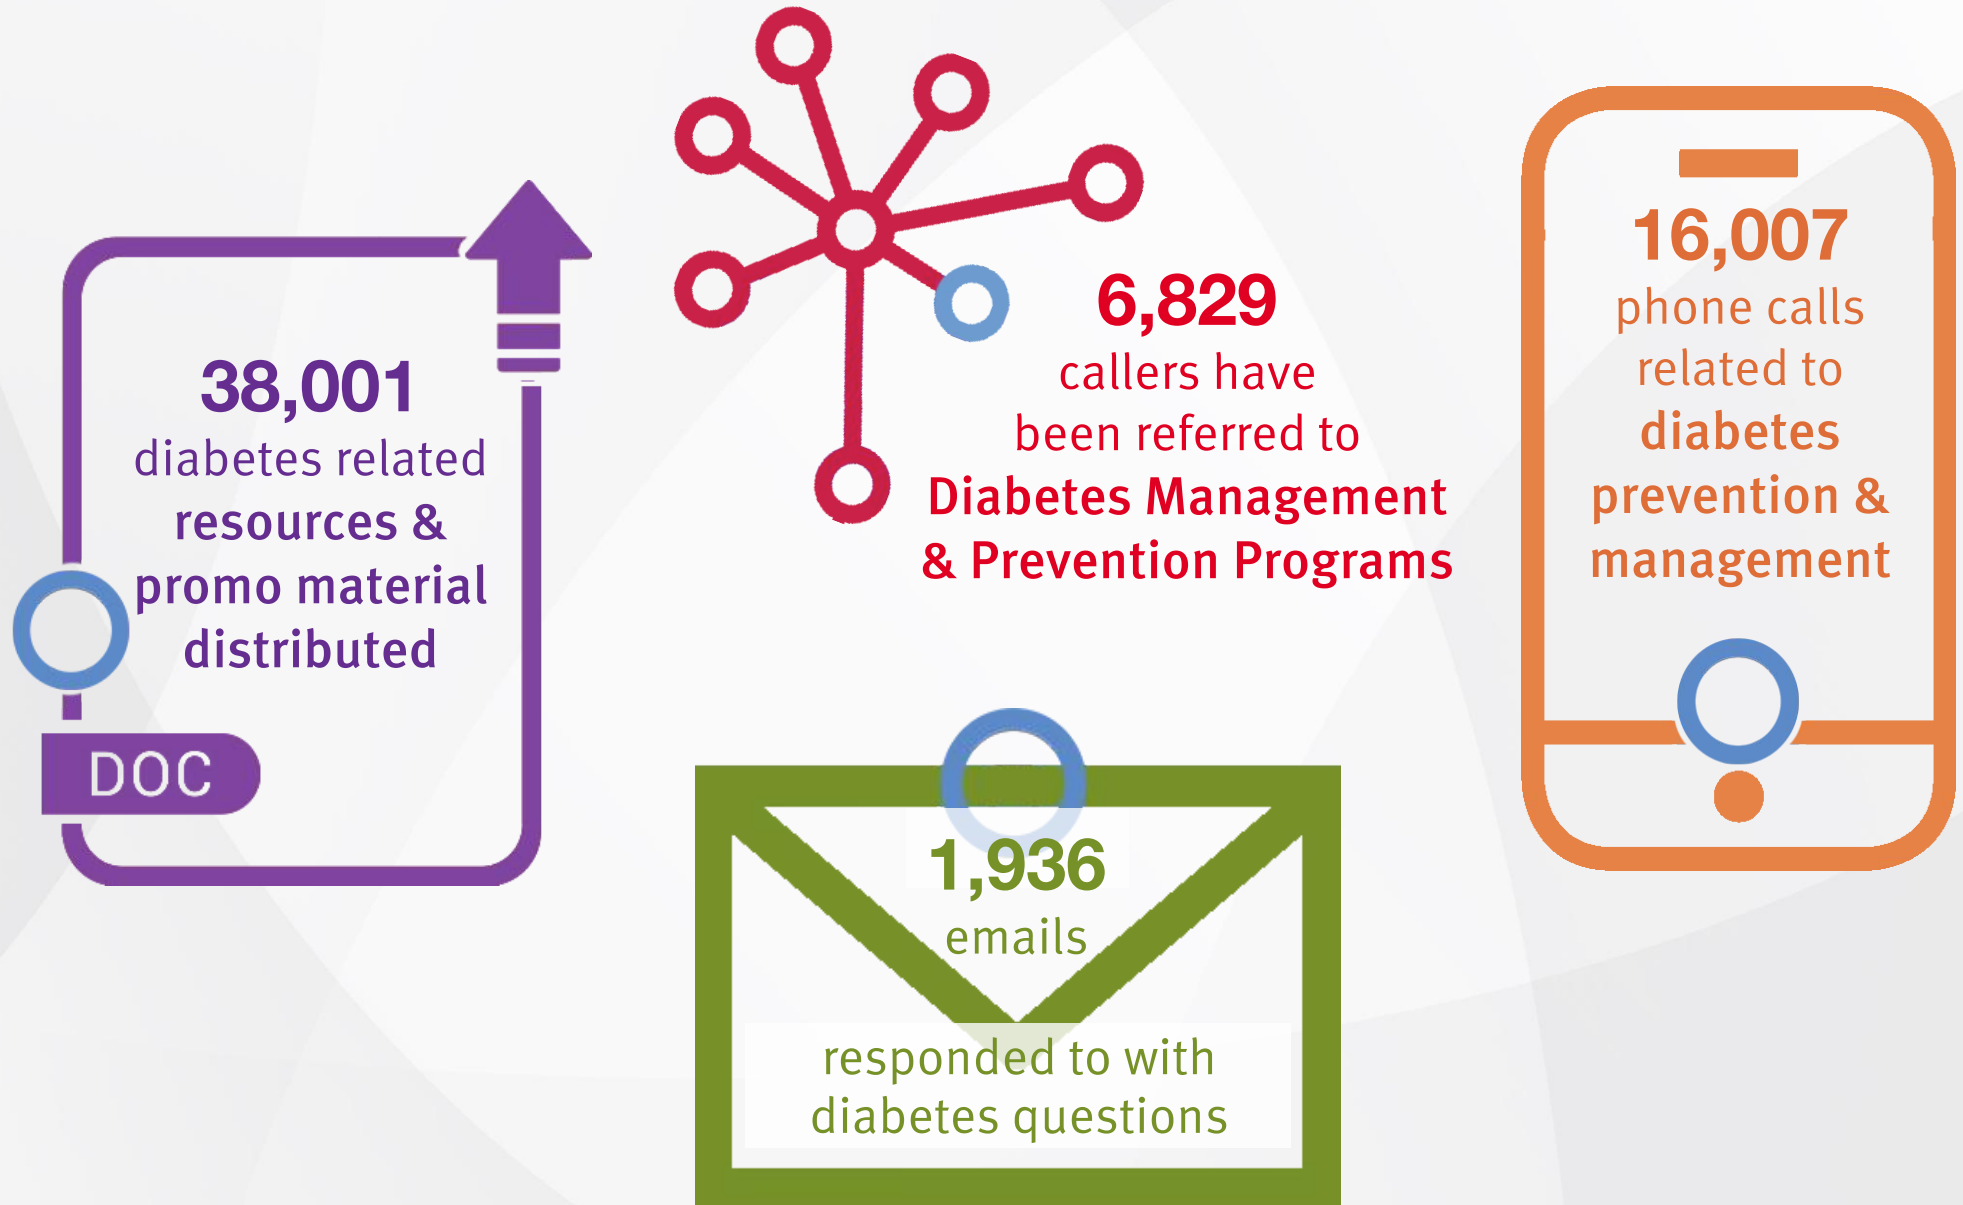 38,001
diabetes related
resources &
promo material
distributed
DOC
6,829
callers have
been referred to
Diabetes Management
& Prevention Programs
1,936
emails
responded to with
diabetes questions
16,007
phone calls
related to
diabetes
prevention &
management